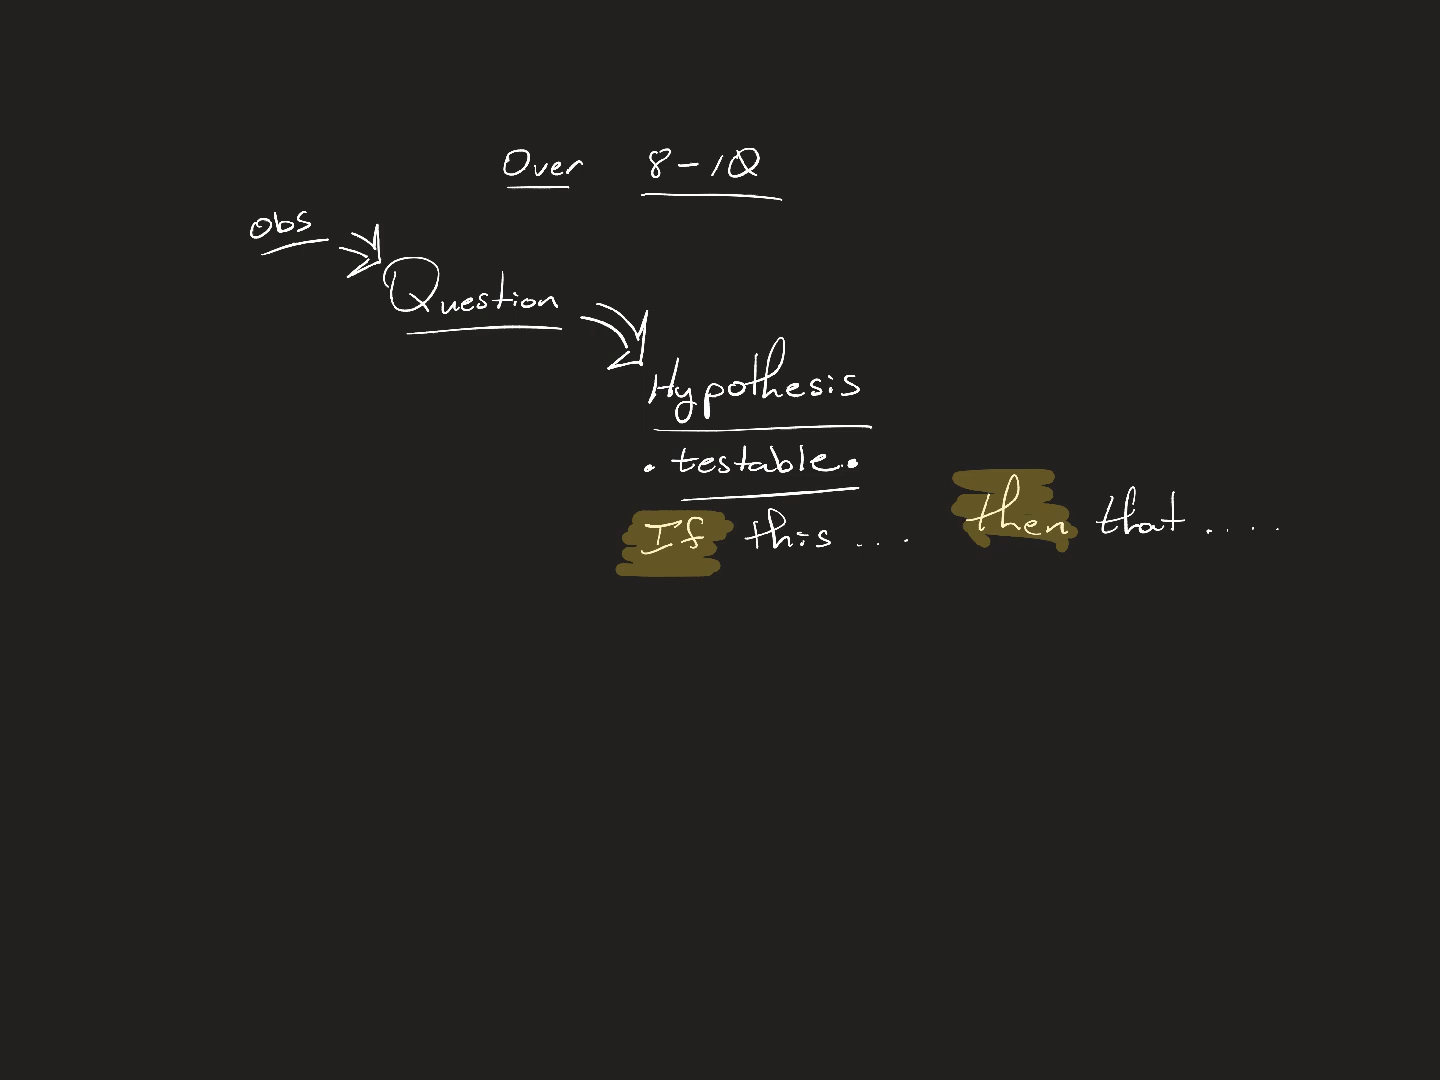 Over 8-1Q
obs
Question
Hypothesis
• testable •
If this ... then that ....